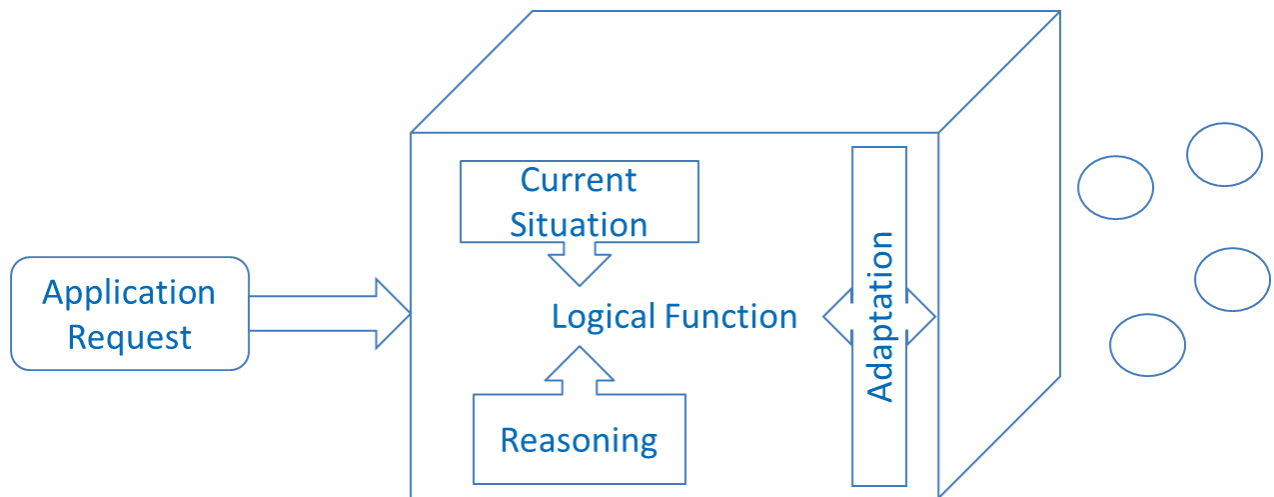 Application
Request
Current
Situation
Logical Function
Reasoning
Adaptation